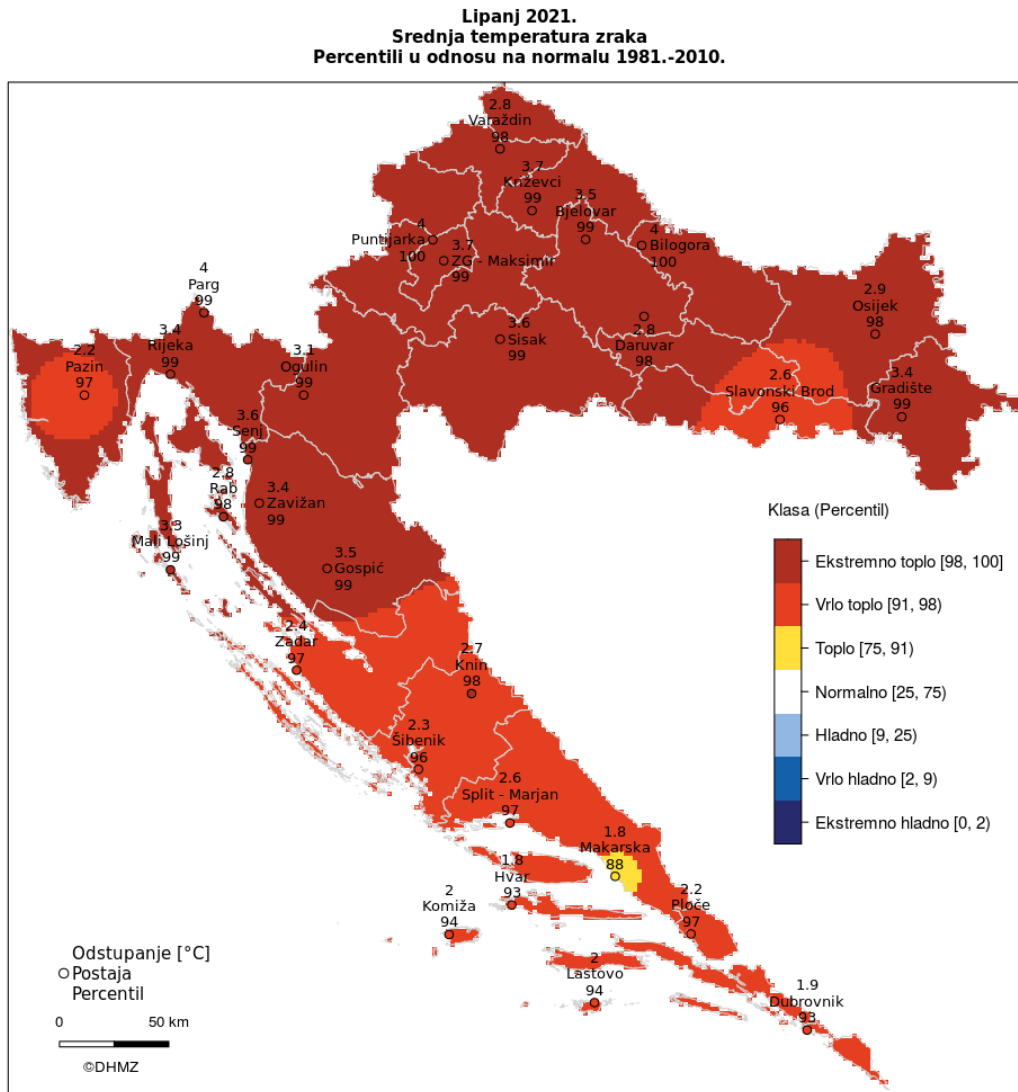 Lipanj 2021.
Srednja temperatura zraka
Percentili u odnosu na normalu 1981.-2010.
2.8
Varaždin
98
3.7
Križevci
99
3.5
Bjelovar
99
4
Puntijarka
100
3.7
ZG - Maksimir
99
4
Bilogora
100
4
Parg
99
2.9
Osijek
98
3.4
Rijeka
99
2.2
Pazin
97
3.1
Ogulin
99
3.6
Sisak
99
2.8
Daruvar
98
2.6
Slavonski Brod
96
3.4
Gradište
99
3.6
Senj
99
2.8
Rab
98
3.4
Zavižan
99
3.3
Mali Lošinj
99
3.5
Gospić
99
2.4
Zadar
97
2.7
Knin
98
2.3
Šibenik
96
2.6
Split - Marjan
97
1.8
Makarska
88
1.8
Hvar
93
2
Komiža
94
2.2
Ploče
97
2
Lastovo
94
1.9
Dubrovnik
93
Klasa (Percentil)
Ekstremno toplo [98, 100]
Vrlo toplo [91, 98)
Toplo [75, 91)
Normalno [25, 75)
Hladno [9, 25)
Vrlo hladno [2, 9)
Ekstremno hladno [0, 2)
Odstupanje [°C]
Postaja
Percentil
0 50 km
©DHMZ